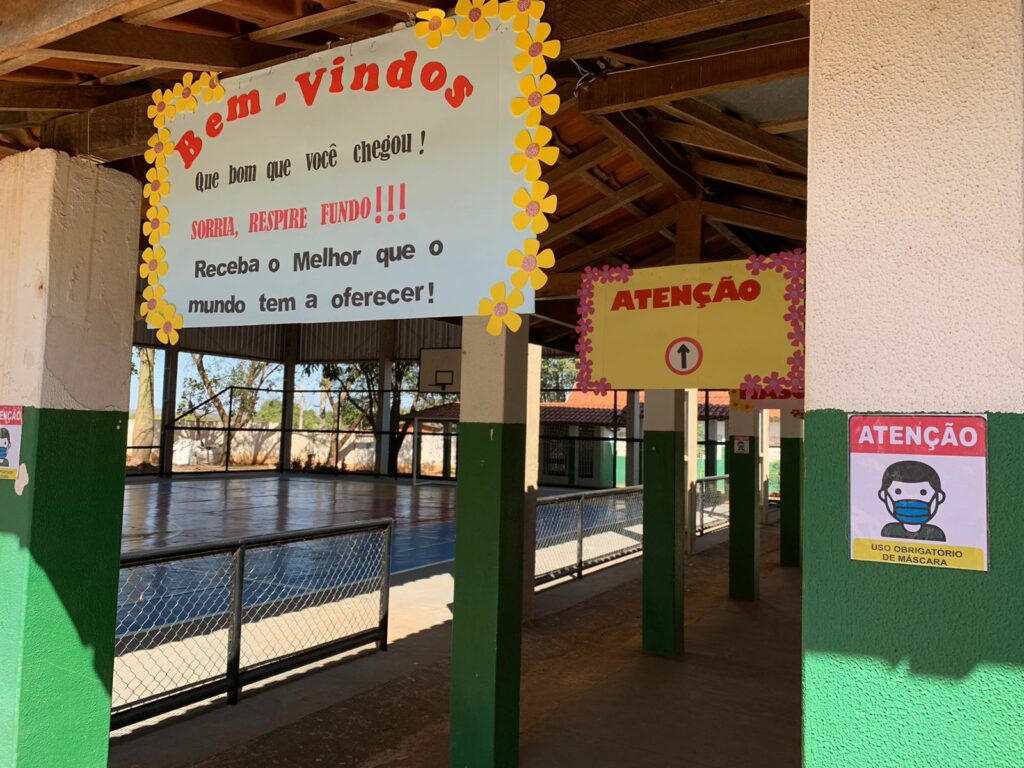 Bem - Vindos
Que bom que você chegou !
SORRIA, RESPIRE FUNDO!!!
Receba o Melhor que o
mundo tem a oferecer!
ATENÇÃO
ATENÇÃO
USO OBRIGATÓRIO
DE MÁSCARA